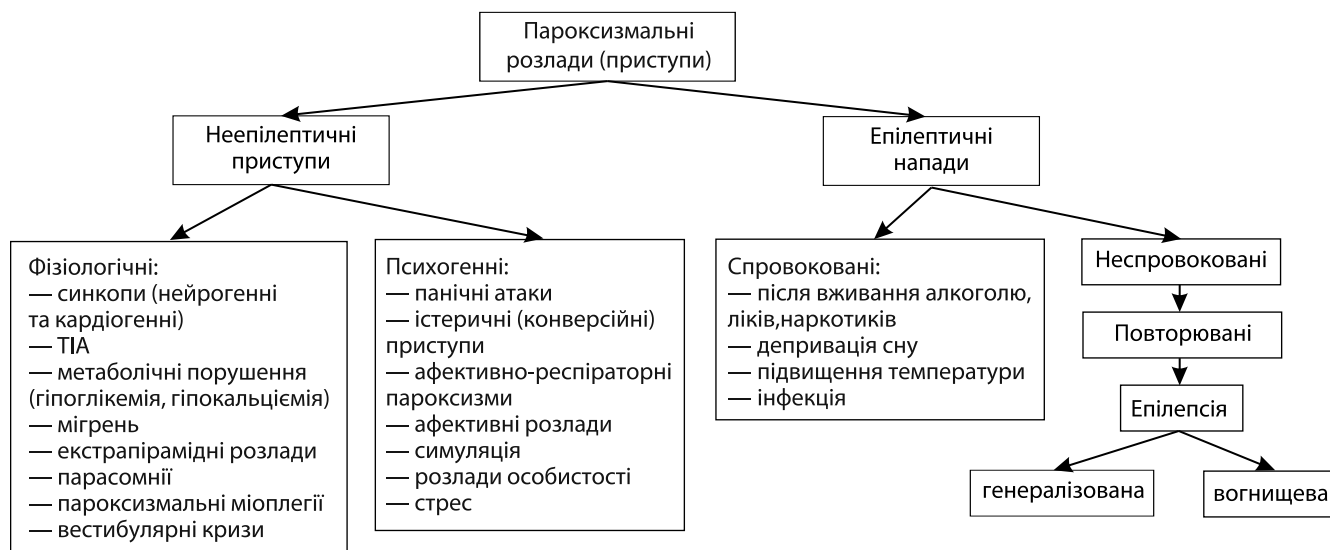 Пароксизмальні
розлади (приступи)
Неепілептичні
приступи
Епілептичні
напади
Фізіологічні:
— синкопи (нейрогенні
та кардіогенні)
— ТІА
— метаболічні порушення
(гіпоглікемія, гіпокальціємія)
— мігрень
— екстрапірамідні розлади
— парасомнії
— пароксизмальні міоплегії
— вестибулярні кризи
Психогенні:
— панічні атаки
— істеричні (конверсійні)
приступи
— афективно-респіраторні
пароксизми
— афективні розлади
— симуляція
— розлади особистості
— стрес
Спровоковані:
— після вживання алкоголю,
ліків,наркотиків
— депривація сну
— підвищення температури
— інфекція
Неспровоковані
Повторювані
Епілепсія
генералізована
вогнищева